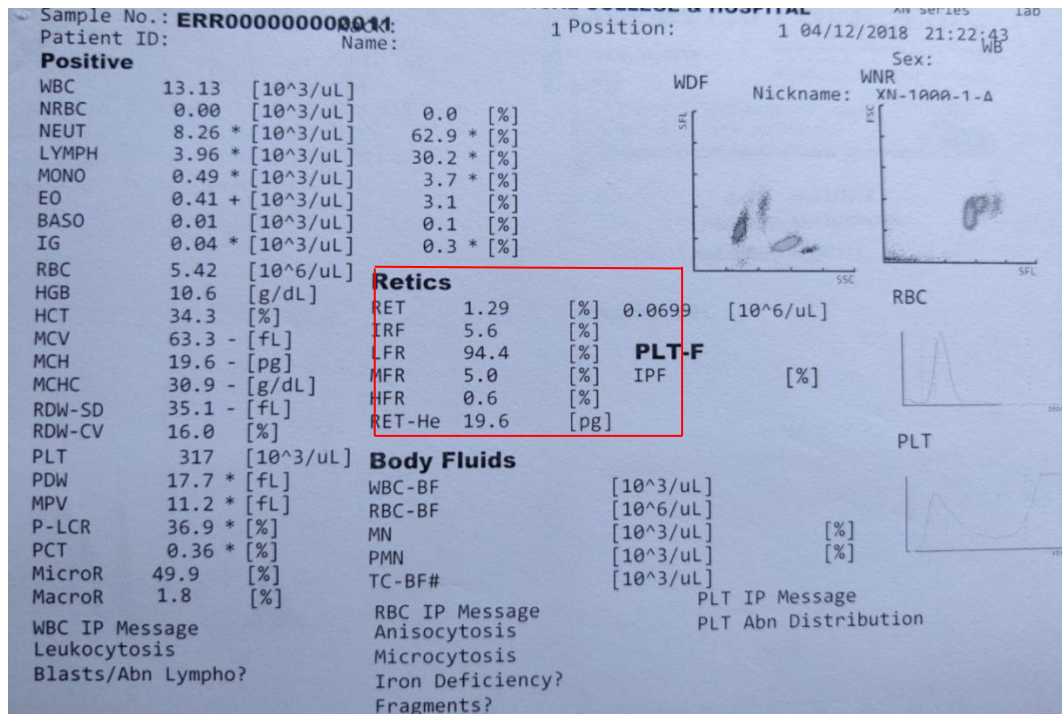 COLLEGE & HOSPITAL XN series lab
Sample No.: ERR000000000011
Patient ID: Name: 1 Position: 1 04/12/2018 21:22:43
WB
Positive Sex:
WDF WNR
Nickname: XN-1000-1-A
WBC 13.13 [10^3/uL]
NRBC 0.00 [10^3/uL] 0.0 [%]
NEUT 8.26 * [10^3/uL] 62.9 * [%]
LYMPH 3.96 * [10^3/uL] 30.2 * [%]
MONO 0.49 * [10^3/uL] 3.7 * [%]
EO 0.41 + [10^3/uL] 3.1 [%]
BASO 0.01 [10^3/uL] 0.1 [%]
IG 0.04 * [10^3/uL] 0.3 * [%]
SFL SSC
FSC SFL
RBC 5.42 [10^6/uL]
HGB 10.6 [g/dL]
HCT 34.3 [%]
MCV 63.3 - [fL]
MCH 19.6 - [pg]
MCHC 30.9 - [g/dL]
RDW-SD 35.1 - [fL]
RDW-CV 16.0 [%]
PLT 317 [10^3/uL]
PDW 17.7 * [fL]
MPV 11.2 * [fL]
P-LCR 36.9 * [%]
PCT 0.36 * [%]
MicroR 49.9 [%]
MacroR 1.8 [%]
Retics
RET 1.29 [%] 0.0699 [10^6/uL]
IRF 5.6 [%]
LFR 94.4 [%]
MFR 5.0 [%]
HFR 0.6 [%]
RET-He 19.6 [pg]
PLT-F
IPF [%]
RBC
PLT
Body Fluids
WBC-BF [10^3/uL]
RBC-BF [10^6/uL]
MN [10^3/uL] [%]
PMN [10^3/uL] [%]
TC-BF# [10^3/uL]
WBC IP Message
Leukocytosis
Blasts/Abn Lympho?
RBC IP Message
Anisocytosis
Microcytosis
Iron Deficiency?
Fragments?
PLT IP Message
PLT Abn Distribution